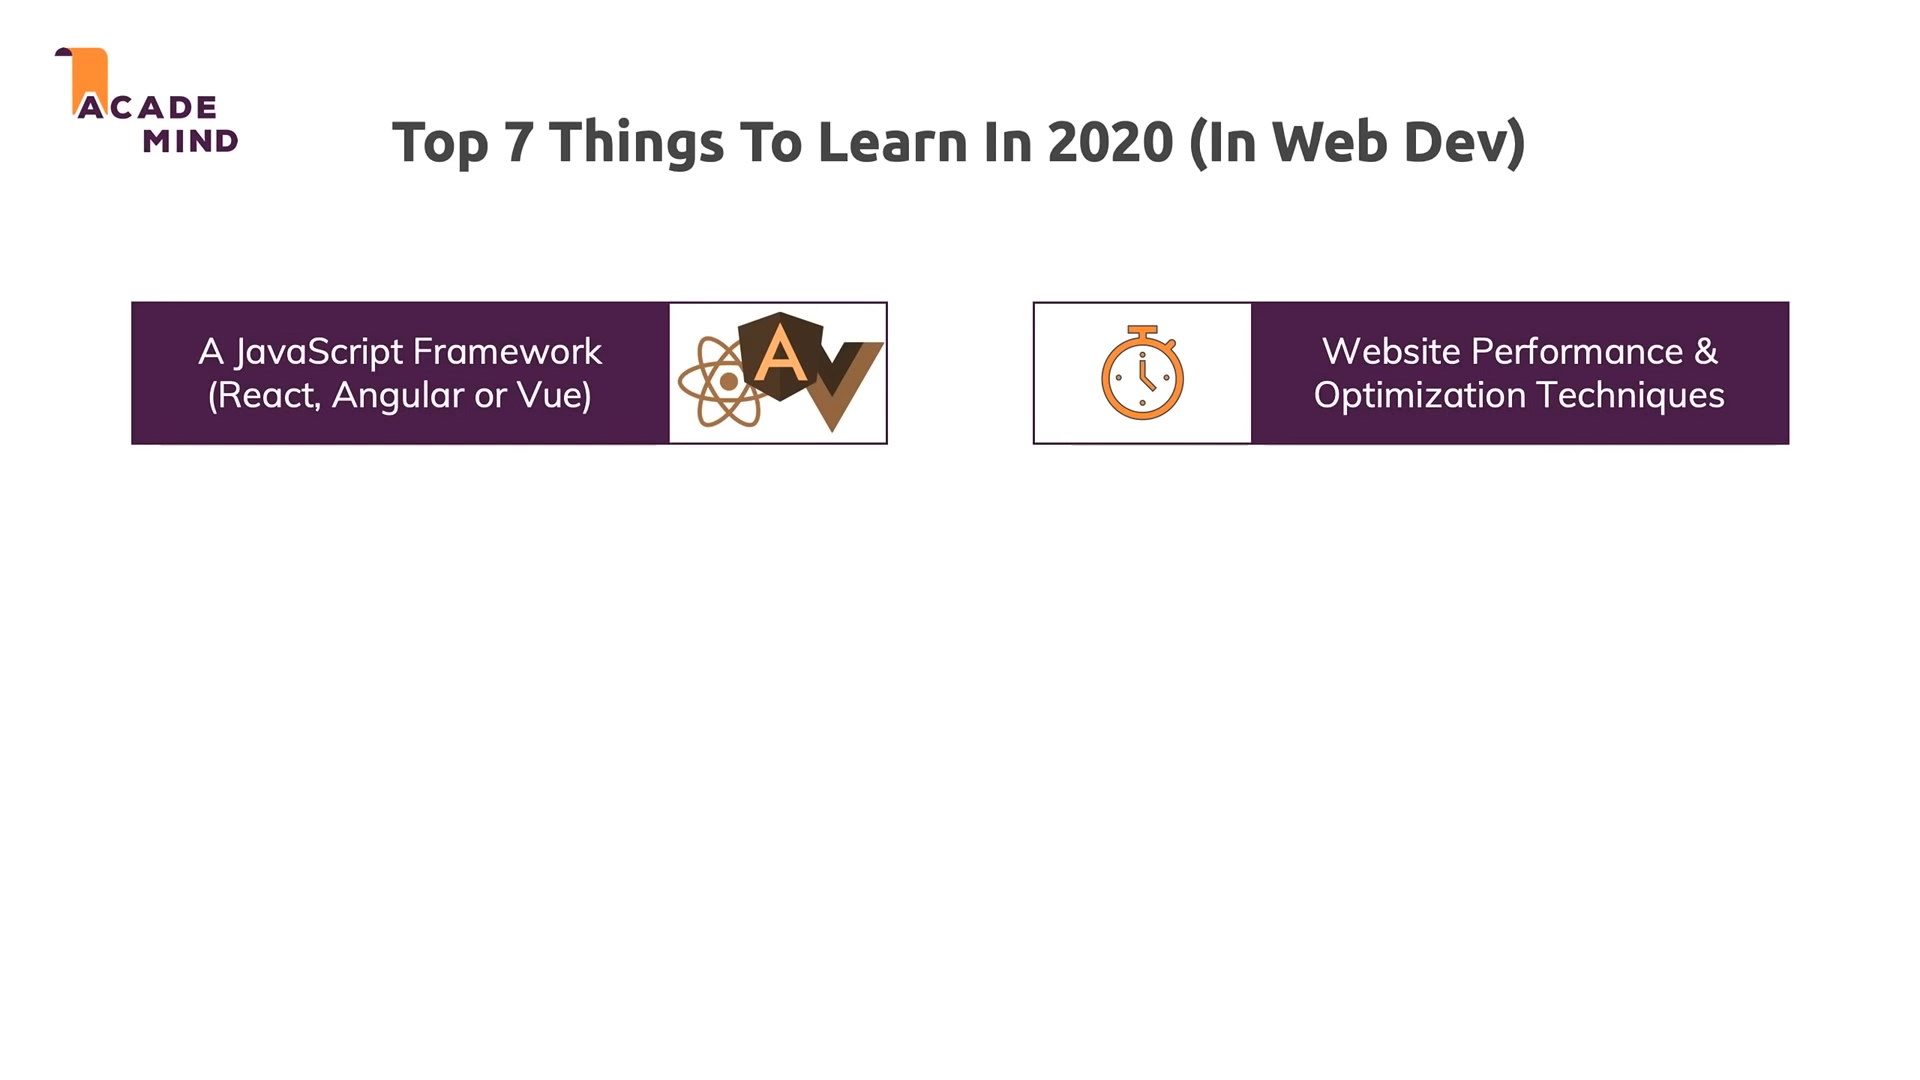 ACADE
MIND
Top 7 Things To Learn In 2020 (In Web Dev)
A JavaScript Framework
(React, Angular or Vue)
A
Website Performance &
Optimization Techniques